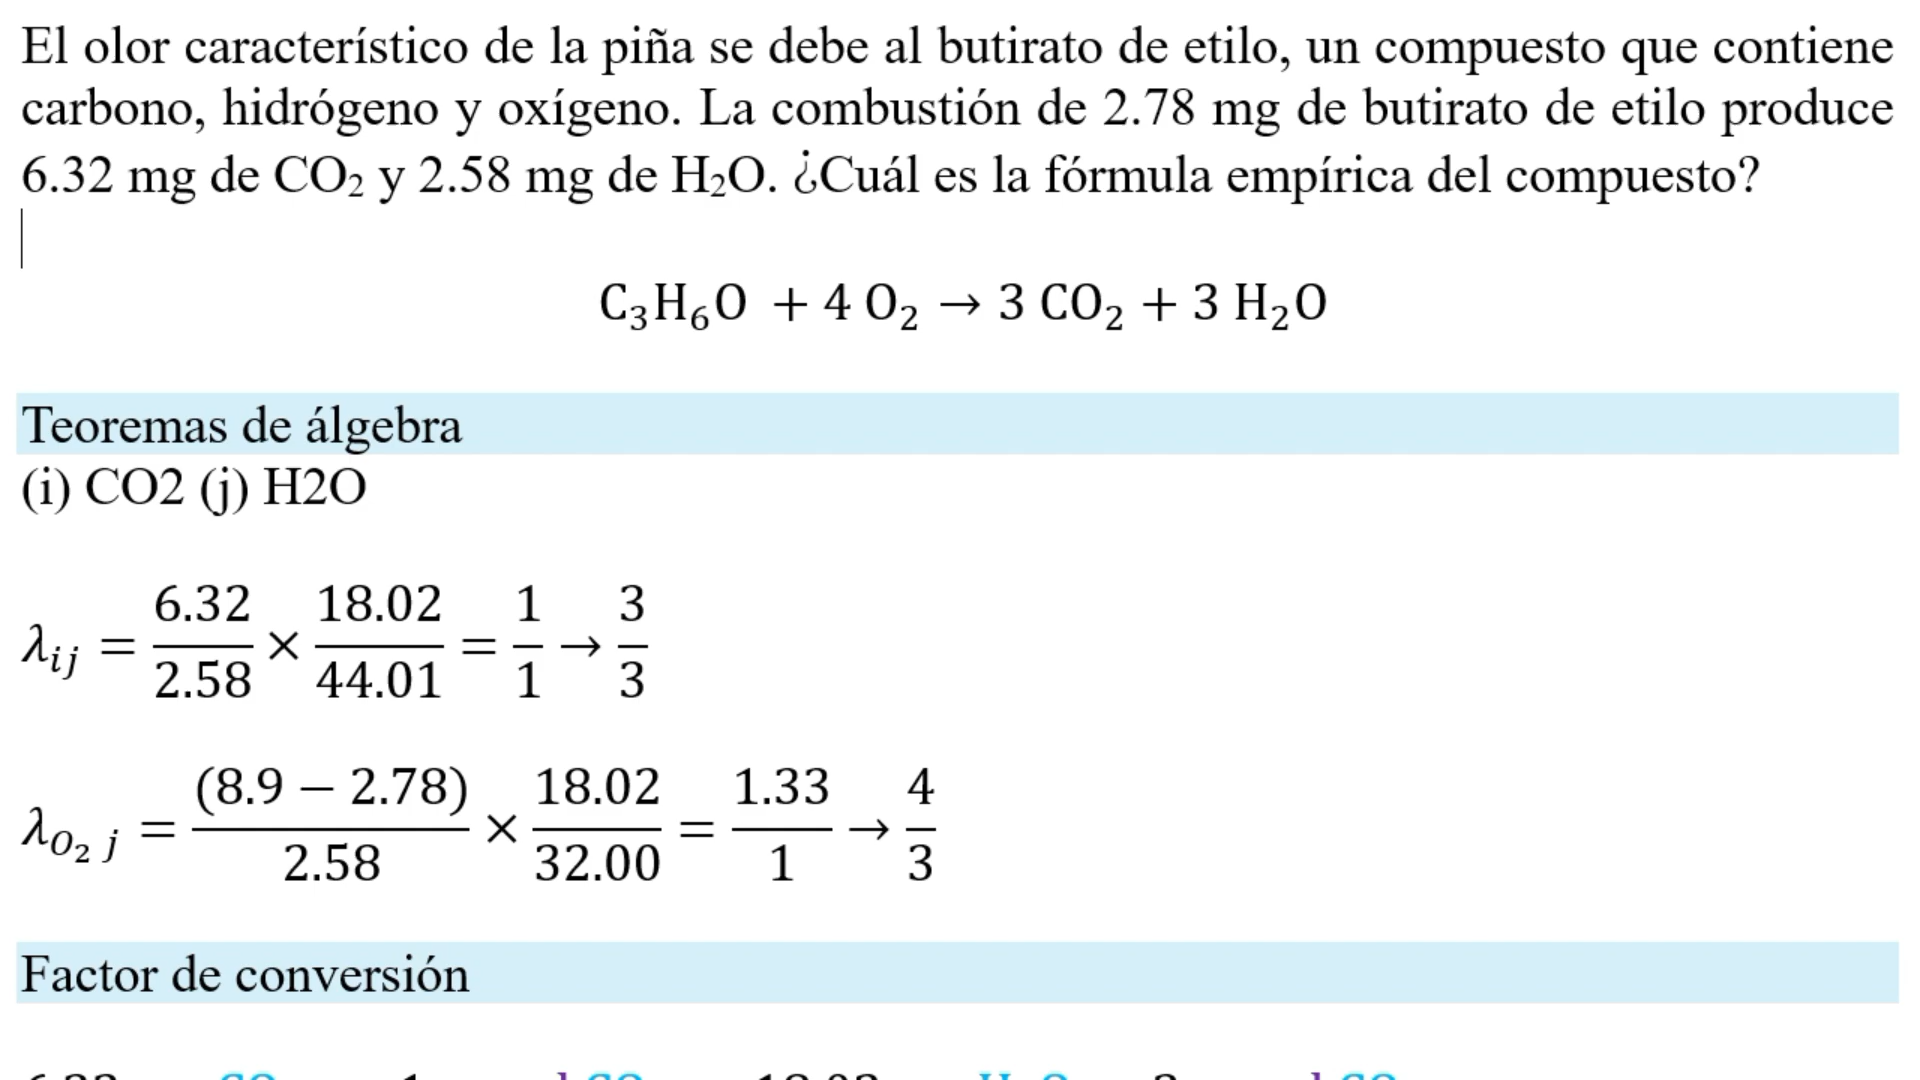 El olor característico de la piña se debe al butirato de etilo, un compuesto que contiene
carbono, hidrógeno y oxígeno. La combustión de 2.78 mg de butirato de etilo produce
6.32 mg de CO₂ y 2.58 mg de H₂O. ¿Cuál es la fórmula empírica del compuesto?
C₃H₆O + 4 O₂ → 3 CO₂ + 3 H₂O
Teoremas de álgebra
(i) CO2 (j) H2O
λᵢⱼ = 6.32/2.58 × 18.02/44.01 = 1/1 → 3/3
λ_O₂ j = (8.9 − 2.78)/2.58 × 18.02/32.00 = 1.33/1 → 4/3
Factor de conversión